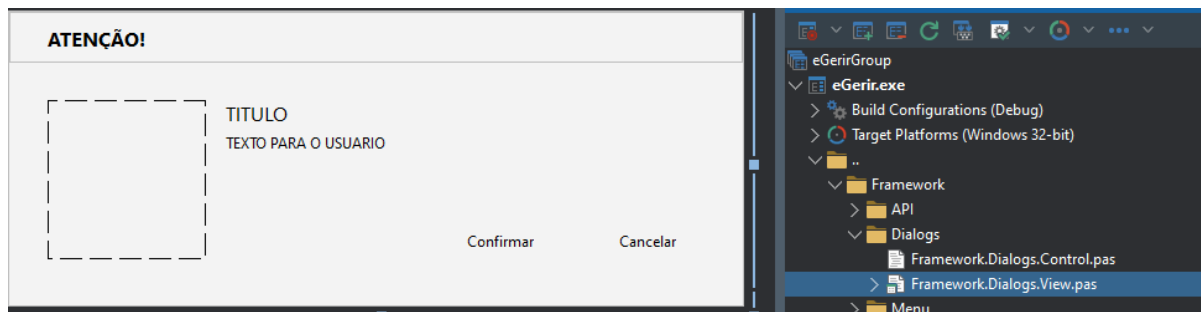 ATENÇÃO!
TITULO
TEXTO PARA O USUARIO
Confirmar
Cancelar
eGerirGroup
eGerir.exe
Build Configurations (Debug)
Target Platforms (Windows 32-bit)
..
Framework
API
Dialogs
Framework.Dialogs.Control.pas
Framework.Dialogs.View.pas
Menu